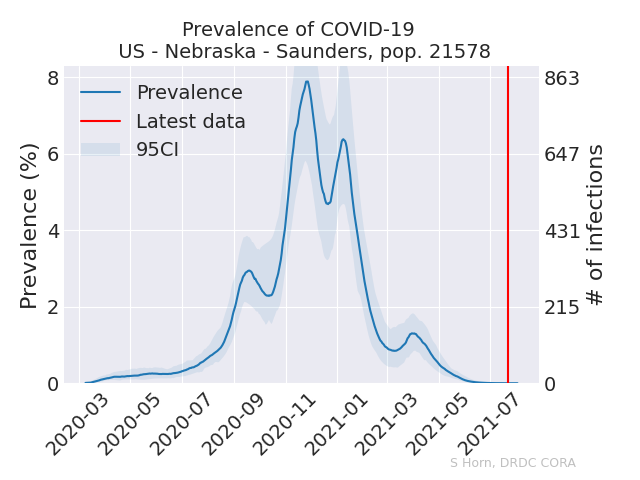 Prevalence of COVID-19
US - Nebraska - Saunders, pop. 21578
Prevalence
Latest data
95CI
Prevalence (%)
8
6
4
2
0
863
647
431
215
0
# of infections
2020-03
2020-05
2020-07
2020-09
2020-11
2021-01
2021-03
2021-05
2021-07
S Horn, DRDC CORA